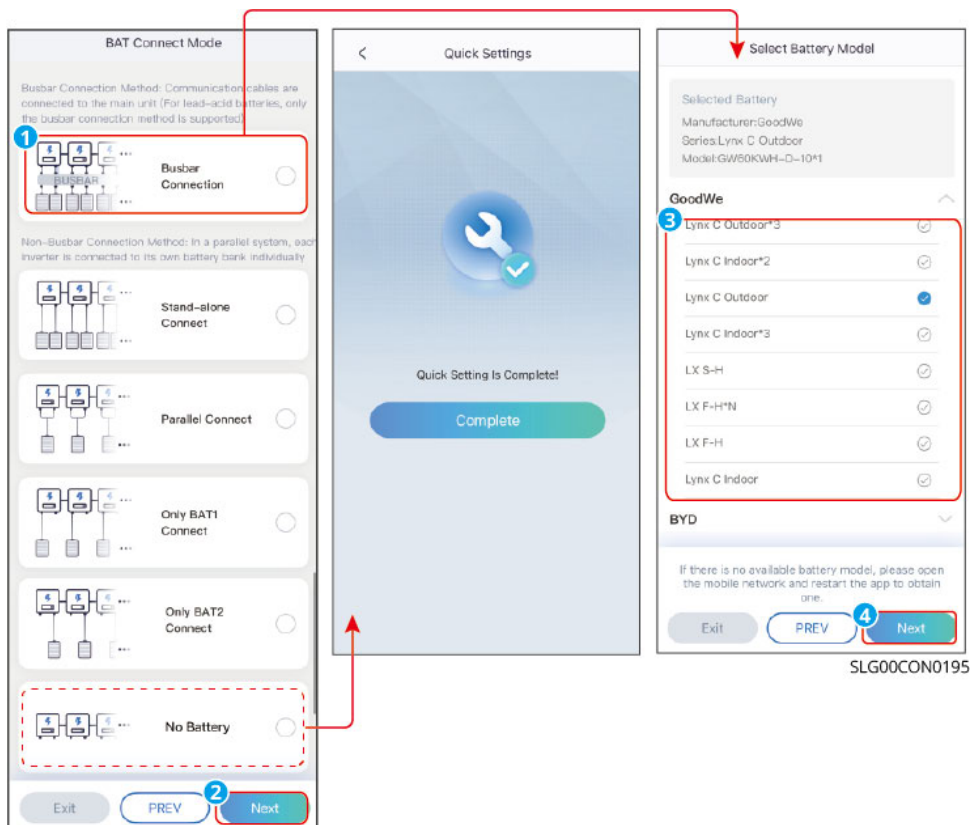 BAT Connect Mode
Busbar Connection Method: Communication cables are
connected to the main unit (For lead-acid batteries, only
the busbar connection method is supported)
1
BUSBAR
...
...
Busbar
Connection
Non-Busbar Connection Method: In a parallel system, each
inverter is connected to its own battery bank individually
...
...
Stand-alone
Connect
...
...
Parallel Connect
...
...
Only BAT1
Connect
...
...
Only BAT2
Connect
...
No Battery
Exit
PREV
2
Next
<
Quick Settings
Quick Setting Is Complete!
Complete
Select Battery Model
Selected Battery
Manufacturer:GoodWe
Series:Lynx C Outdoor
Model:GW60KWH-D-10*1
GoodWe
3
Lynx C Outdoor*3
Lynx C Indoor*2
Lynx C Outdoor
Lynx C Indoor*3
LX S-H
LX F-H*N
LX F-H
Lynx C Indoor
BYD
If there is no available battery model, please open
the mobile network and restart the app to obtain
one.
Exit
PREV
4
Next
SLG00CON0195